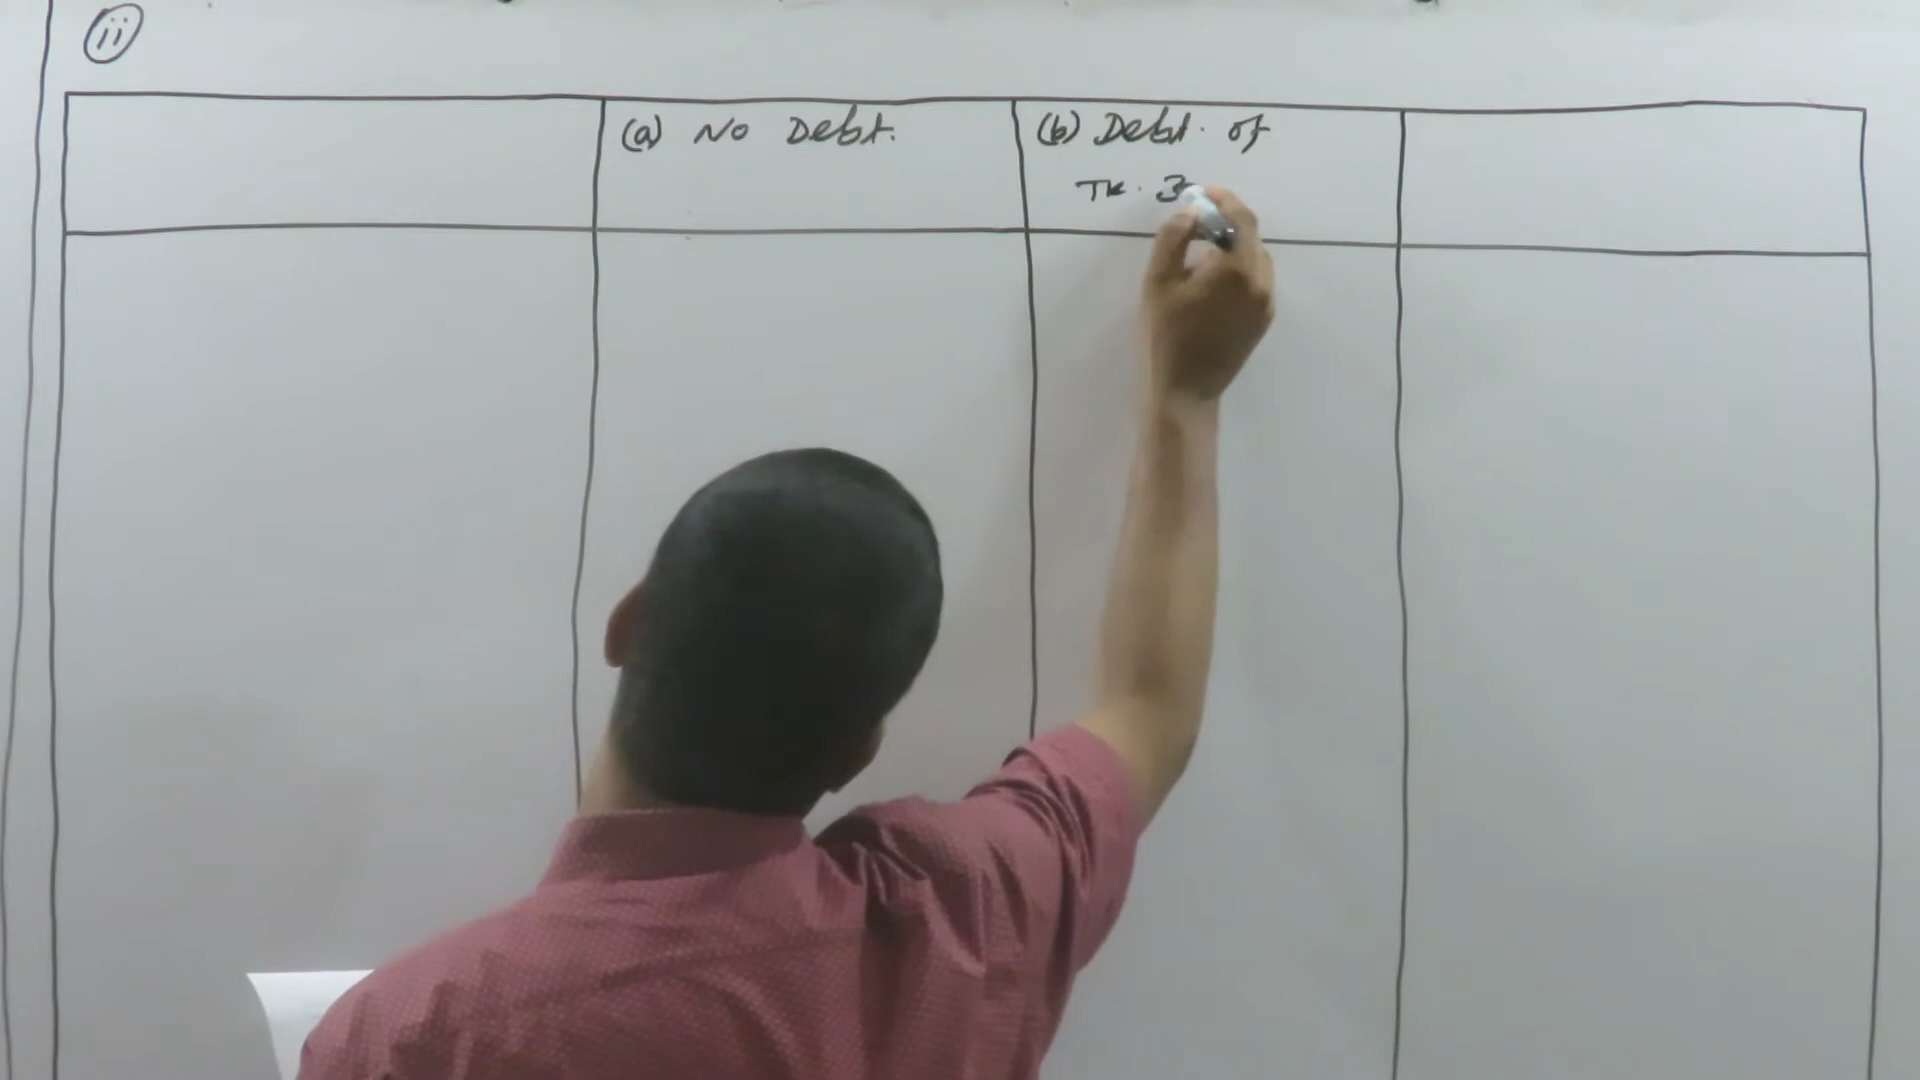 ii
(a) No Debt.
(b) Debt. of
TK. 3